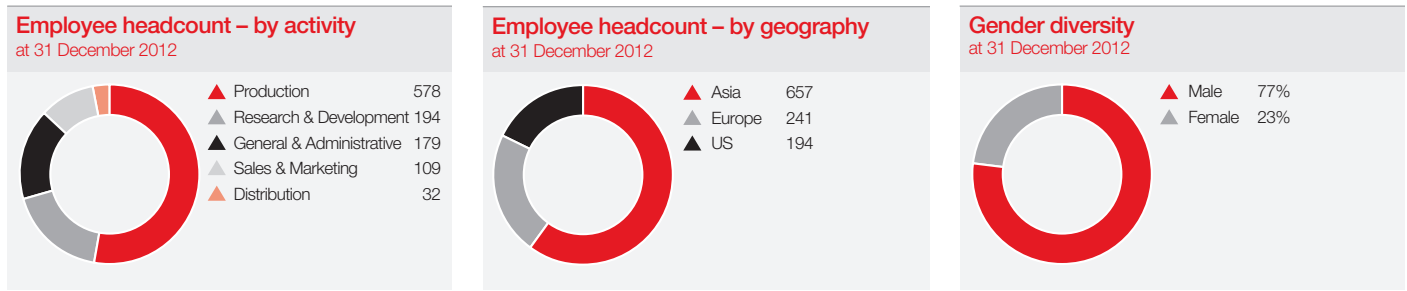 Employee headcount – by activity
at 31 December 2012
Production 578
Research & Development 194
General & Administrative 179
Sales & Marketing 109
Distribution 32
Employee headcount – by geography
at 31 December 2012
Asia 657
Europe 241
US 194
Gender diversity
at 31 December 2012
Male 77%
Female 23%